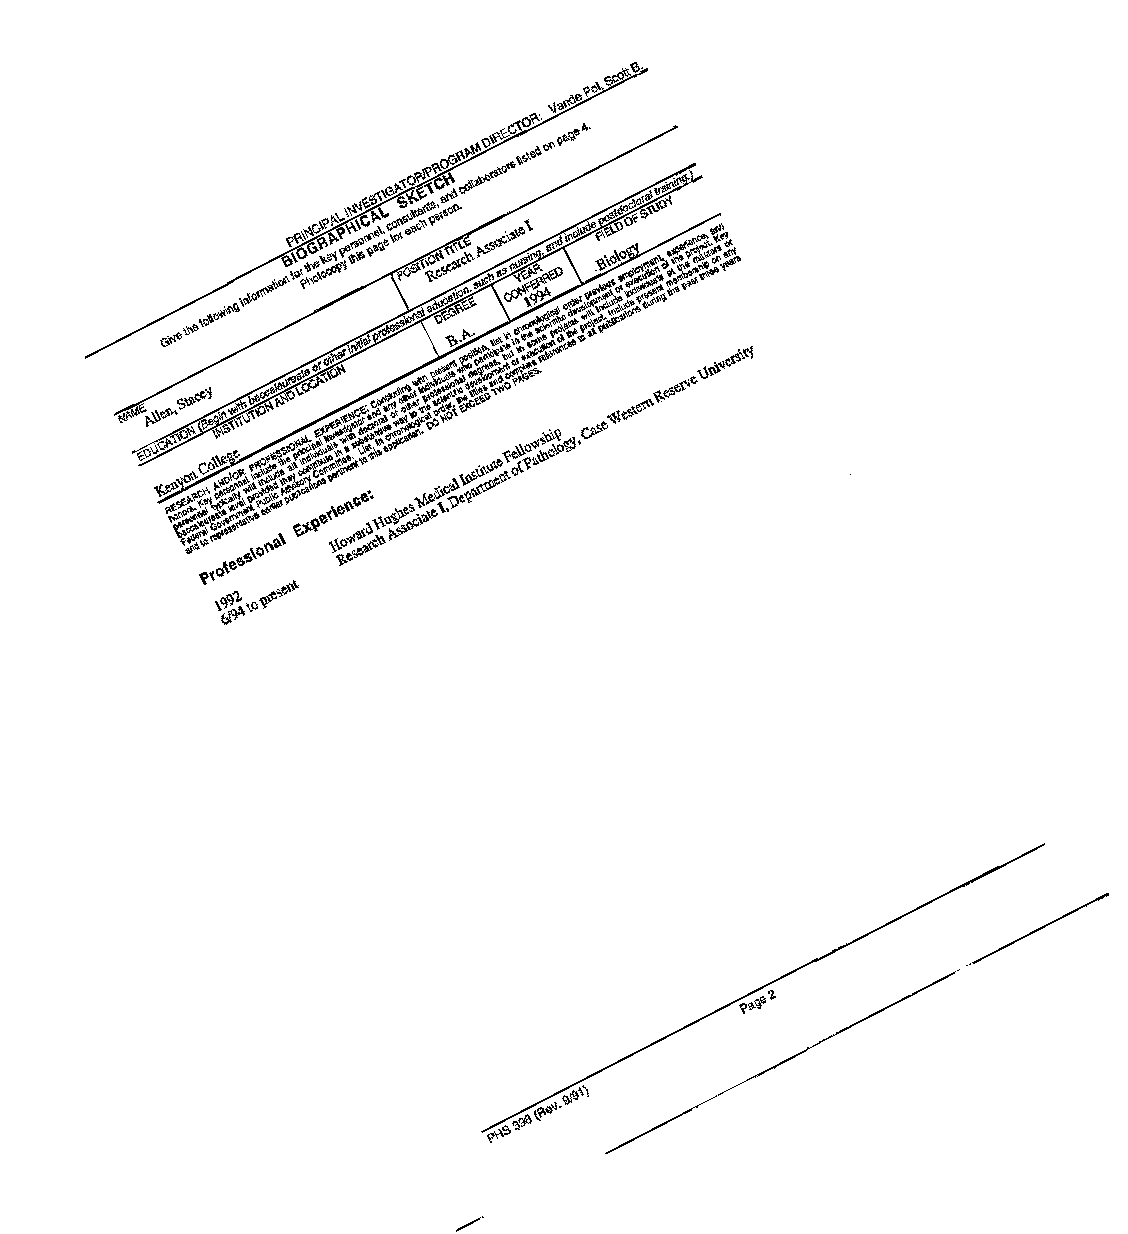 PRINCIPAL INVESTIGATOR/PROGRAM DIRECTOR: Vande Pol, Scott B.
BIOGRAPHICAL SKETCH
Give the following information for the key personnel, consultants, and collaborators listed on page 4.
Photocopy this page for each person.
NAME
Allen, Stacey
POSITION TITLE
Research Associate I
EDUCATION (Begin with baccalaureate or other initial professional education, such as nursing, and include postdoctoral training.)
INSTITUTION AND LOCATION
DEGREE
YEAR
CONFERRED
FIELD OF STUDY
Kenyon College
B.A.
1994
Biology
RESEARCH AND/OR PROFESSIONAL EXPERIENCE: Concluding with present position, list in chronological order previous employment, experience, and
honors. Key personnel include the principal investigator and any other individuals who participate in the scientific development or execution of the project. Key
personnel typically will include all individuals with doctoral or other professional degrees, but in some projects will include individuals at the masters or
baccalaureate level provided they contribute in a substantive way to the scientific development or execution of the project. Include present membership on any
Federal Government Public Advisory Committee. List, in chronological order, the titles and complete references to all publications during the past three years
and to representative earlier publications pertinent to this application. DO NOT EXCEED TWO PAGES.
Professional Experience:
1992 Howard Hughes Medical Institute Fellowship
6/94 to present Research Associate I, Department of Pathology, Case Western Reserve University
PHS 398 (Rev. 9/91)
Page 2